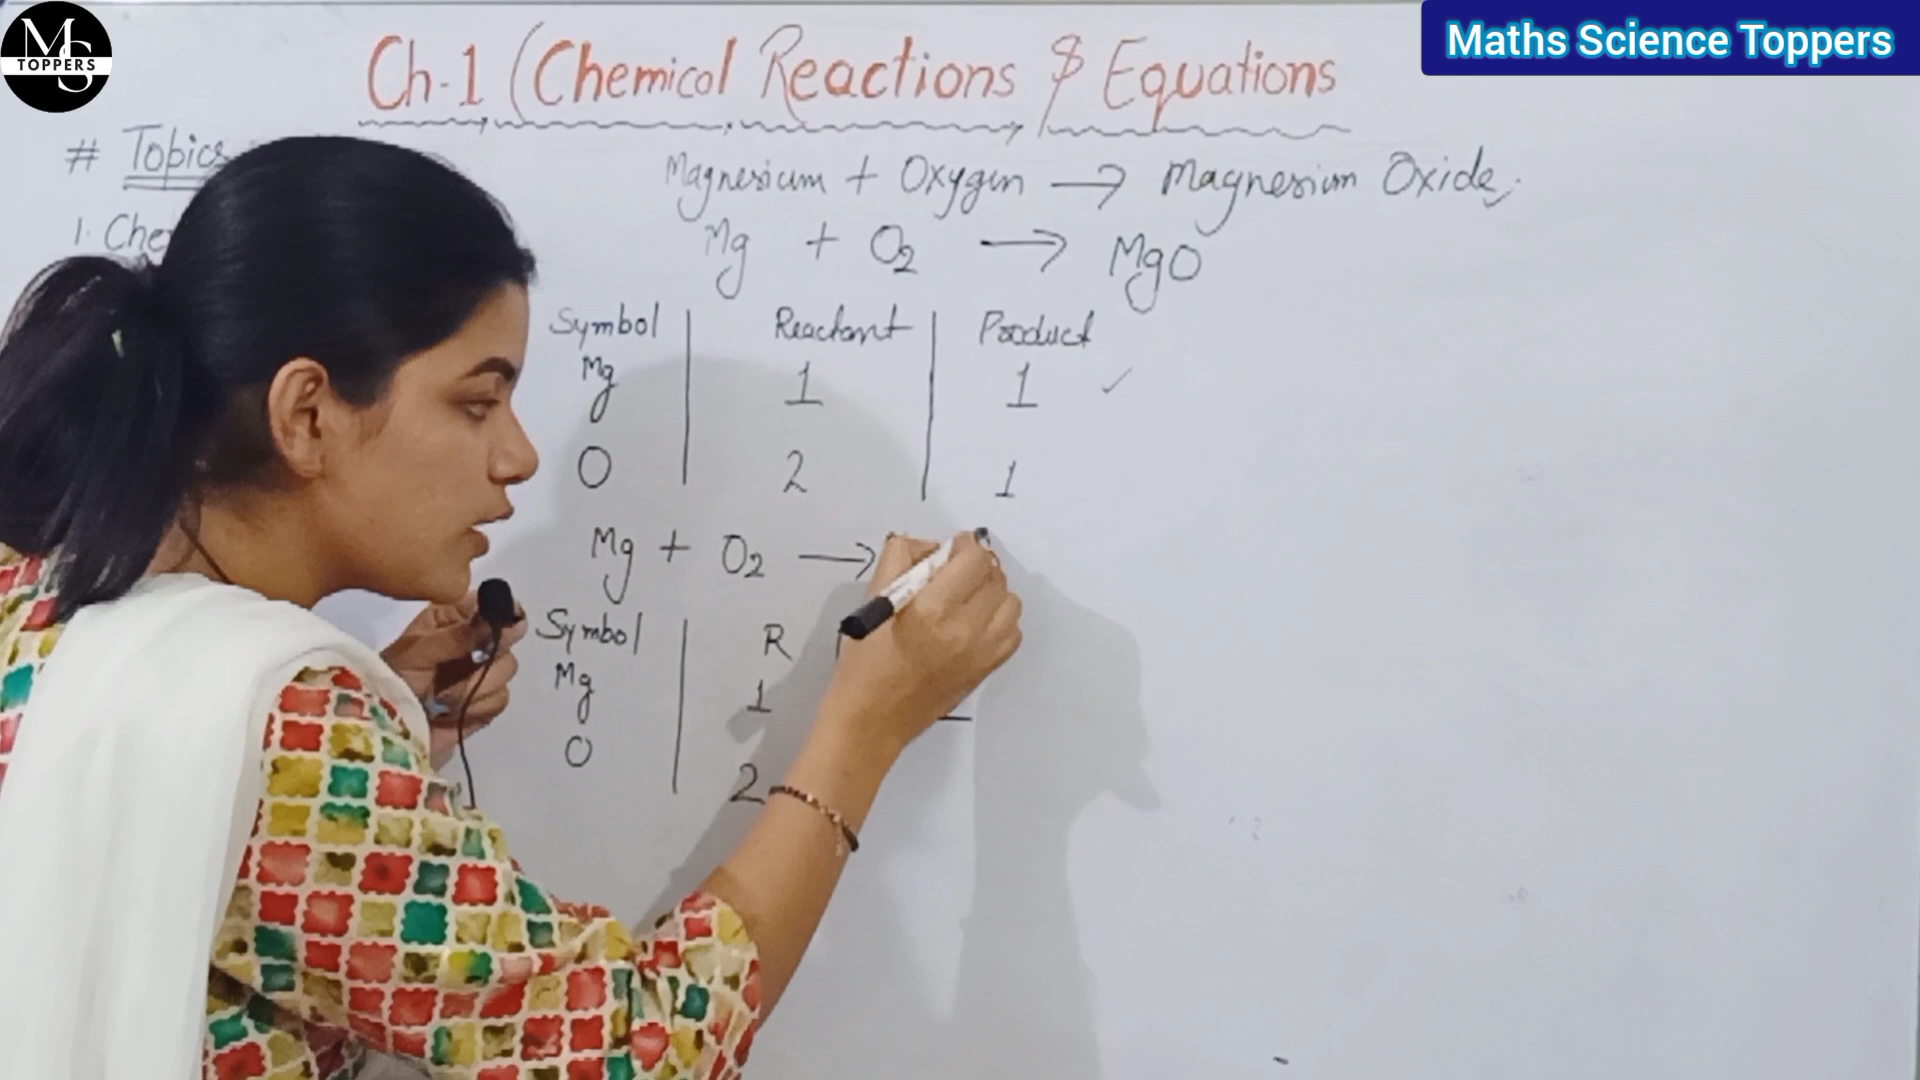 MS
TOPPERS
Maths Science Toppers
Ch-1 (Chemical Reactions & Equations
# Topics
1. Che
Magnesium + Oxygen → Magnesium Oxide
Mg + O₂ → MgO
Symbol | Reactant | Product
Mg | 1 | 1 ✓
O | 2 | 1
Mg + O₂ →
Symbol | R
Mg | 1
O | 2